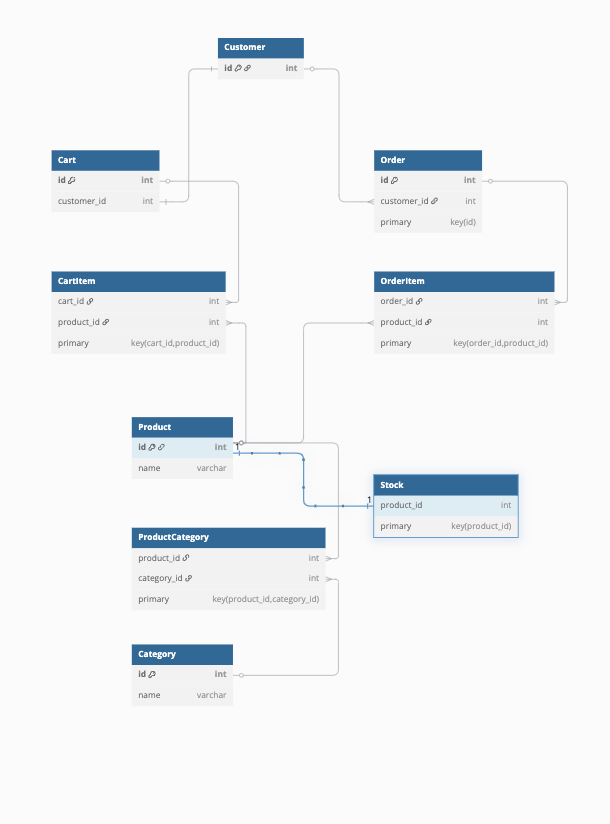 Customer
id int
Cart
id int
customer_id int
Order
id int
customer_id int
primary key(id)
CartItem
cart_id int
product_id int
primary key(cart_id,product_id)
OrderItem
order_id int
product_id int
primary key(order_id,product_id)
Product
id int
name varchar
1
1
Stock
product_id int
primary key(product_id)
ProductCategory
product_id int
category_id int
primary key(product_id,category_id)
Category
id int
name varchar